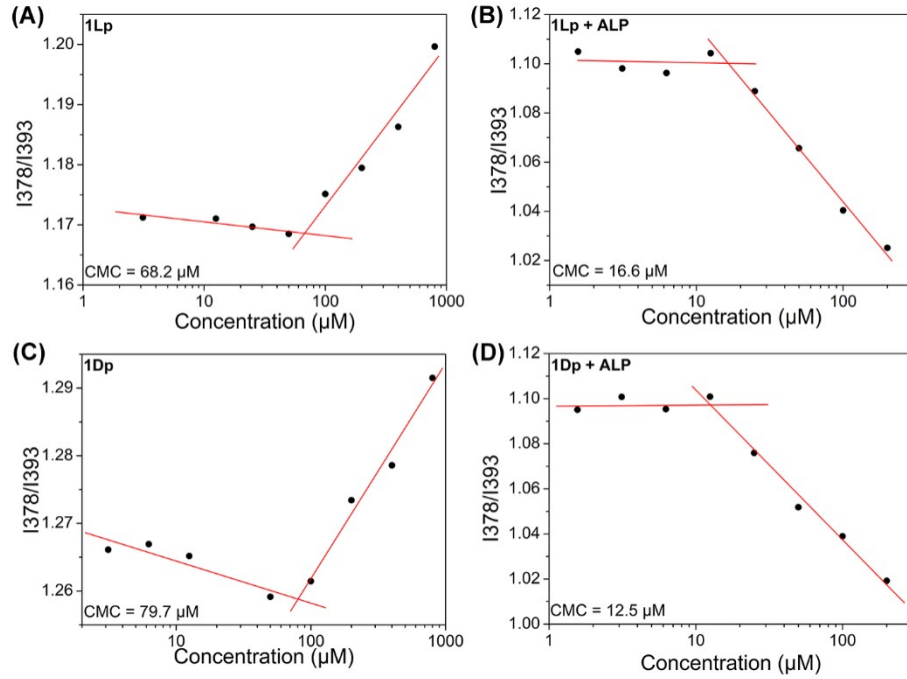 (A)
1Lp
1.20
1.19
1.18
1.17
1.16
I378/I393
CMC = 68.2 µM
1 10 100 1000
Concentration (µM)
(B)
1Lp + ALP
1.12
1.10
1.08
1.06
1.04
1.02
I378/I393
CMC = 16.6 µM
1 10 100
Concentration (µM)
(C)
1Dp
1.29
1.28
1.27
1.26
I378/I393
CMC = 79.7 µM
10 100 1000
Concentration (µM)
(D)
1Dp + ALP
1.12
1.10
1.08
1.06
1.04
1.02
1.00
I378/I393
CMC = 12.5 µM
1 10 100
Concentration (µM)